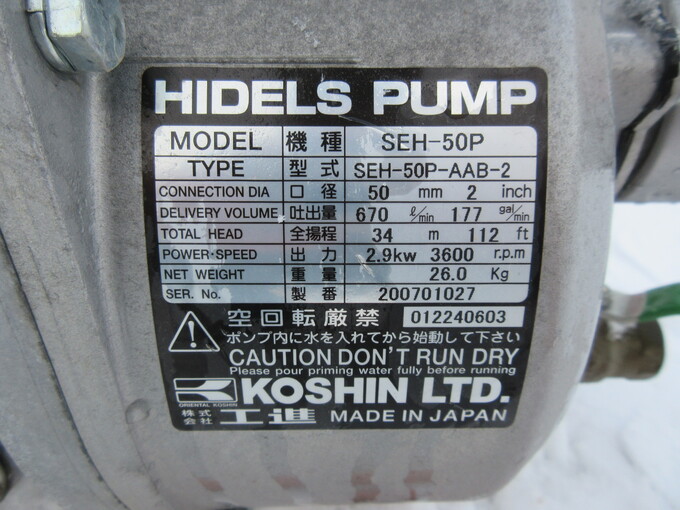 HIDELS PUMP
MODEL 機種 SEH-50P
TYPE 型式 SEH-50P-AAB-2
CONNECTION DIA 口径 50 mm 2 inch
DELIVERY VOLUME 吐出量 670 ℓ/min 177 gal/min
TOTAL HEAD 全揚程 34 m 112 ft
POWER・SPEED 出力 2.9kw 3600 r.p.m
NET WEIGHT 重量 26.0 Kg
SER. No. 製番 200701027
空回転厳禁 012240603
ポンプ内に水を入れてから始動して下さい
CAUTION DON'T RUN DRY
Please pour priming water fully before running
ORIENTAL KOSHIN KOSHIN LTD.
株式会社 工進 MADE IN JAPAN